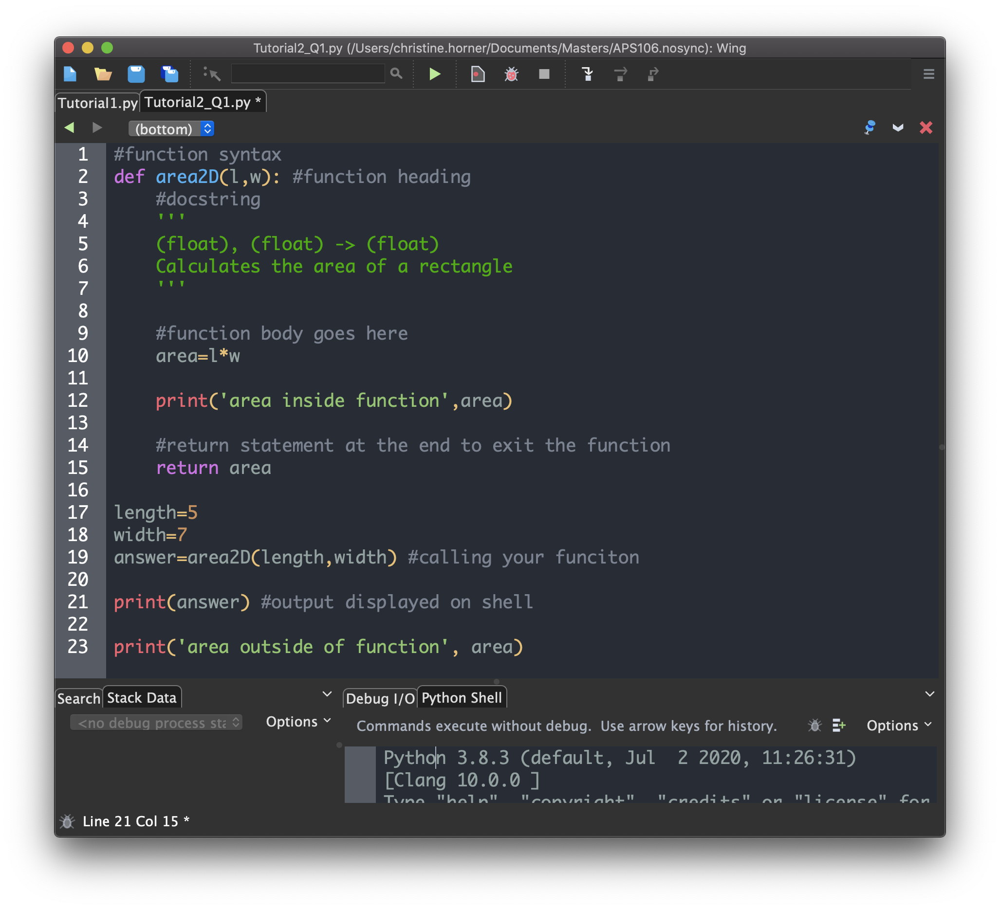 Tutorial2_Q1.py (/Users/christine.horner/Documents/Masters/APS106.nosync): Wing
Tutorial1.py Tutorial2_Q1.py *
(bottom)
1 #function syntax
2 def area2D(l,w): #function heading
3     #docstring
4     '''
5     (float), (float) -> (float)
6     Calculates the area of a rectangle
7     '''
8
9     #function body goes here
10     area=l*w
11
12     print('area inside function',area)
13
14     #return statement at the end to exit the function
15     return area
16
17 length=5
18 width=7
19 answer=area2D(length,width) #calling your funciton
20
21 print(answer) #output displayed on shell
22
23 print('area outside of function', area)
Search Stack Data
<no debug process sta
Options
Debug I/O Python Shell
Commands execute without debug.  Use arrow keys for history.
Options
Python 3.8.3 (default, Jul  2 2020, 11:26:31)
[Clang 10.0.0 ]
Type "help", "copyright", "credits" or "license" for
Line 21 Col 15 *